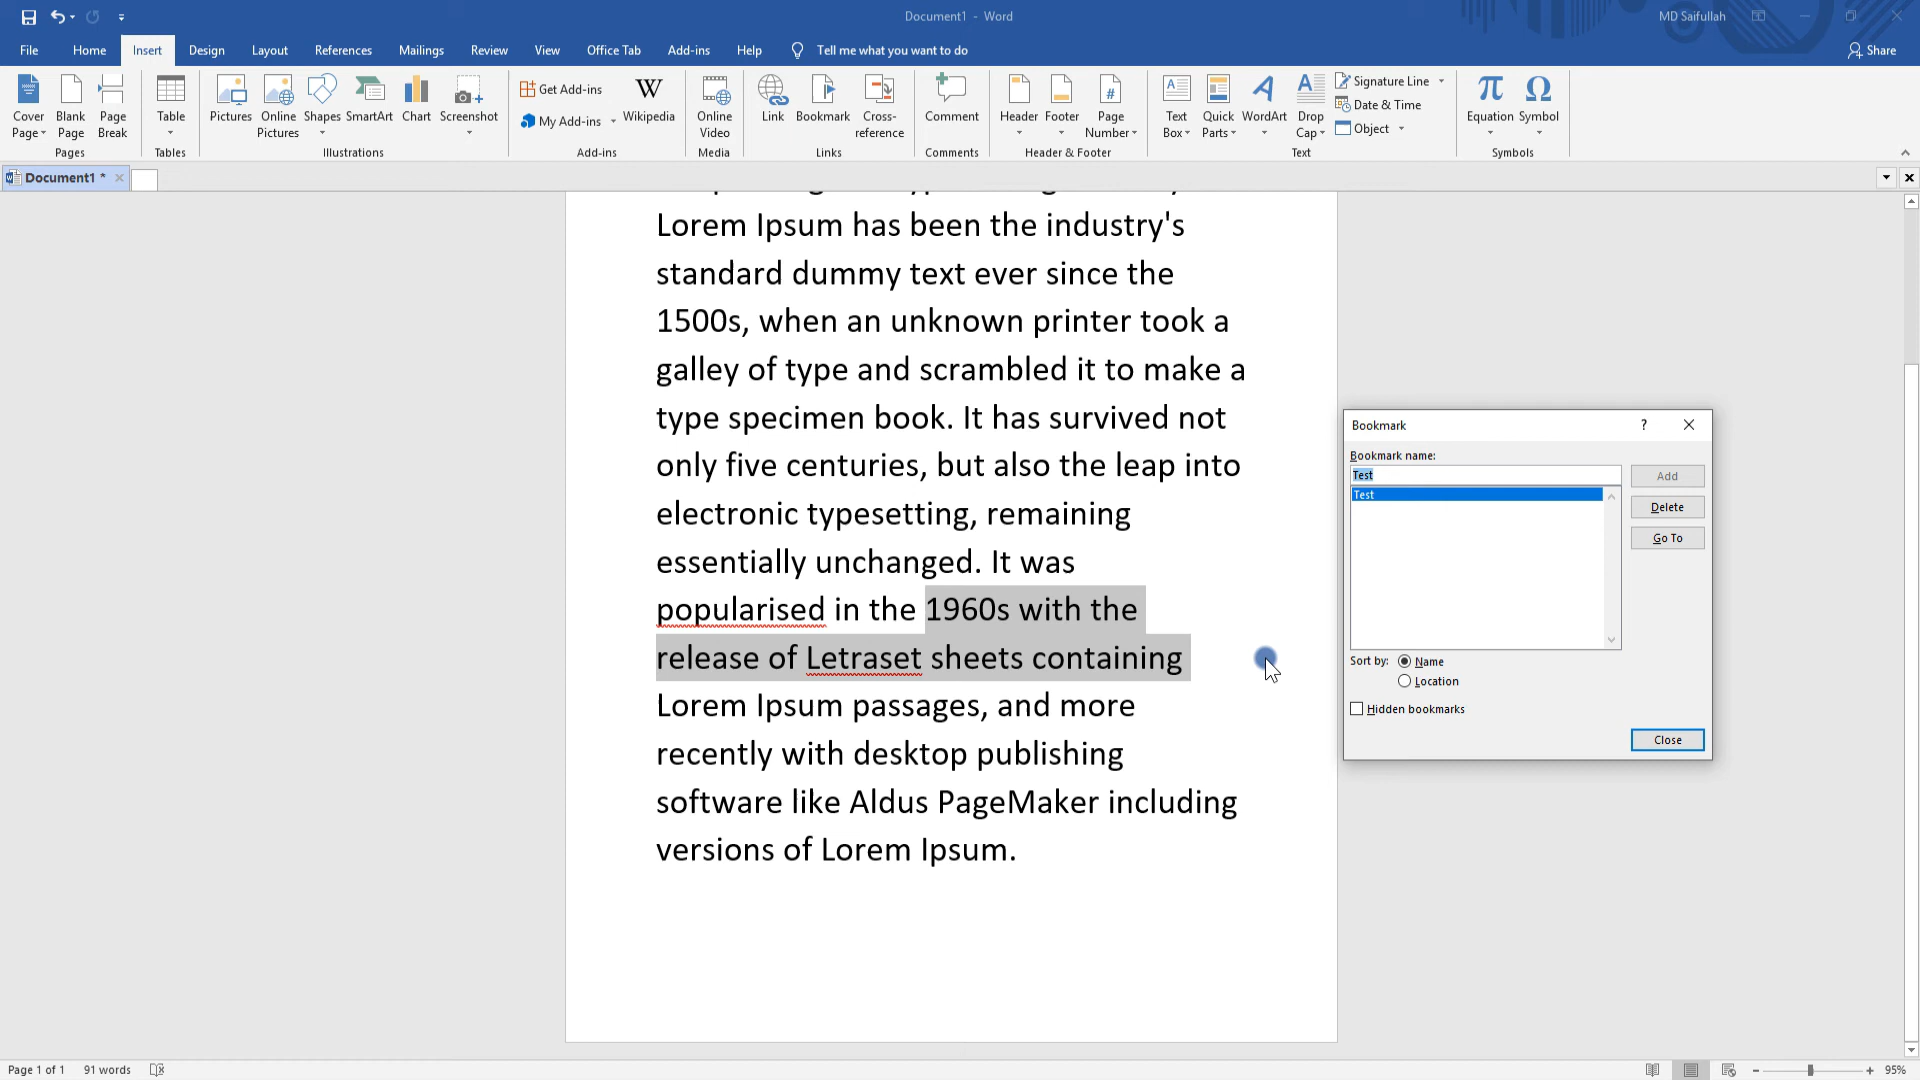 Document1 - Word
MD Saifullah
File Home Insert Design Layout References Mailings Review View Office Tab Add-ins Help Tell me what you want to do Share
Cover Page
Blank Page
Page Break
Pages
Table
Tables
Pictures
Online Pictures
Shapes
SmartArt
Chart
Screenshot
Illustrations
Get Add-ins
My Add-ins
W
Wikipedia
Add-ins
Online Video
Media
Link
Bookmark
Cross-reference
Links
Comment
Comments
Header
Footer
#
Page Number
Header & Footer
A
Text Box
Quick Parts
A
WordArt
A
Drop Cap
Signature Line
Date & Time
Object
Text
π
Equation
Ω
Symbol
Symbols
Document1 *
Lorem Ipsum has been the industry's
standard dummy text ever since the
1500s, when an unknown printer took a
galley of type and scrambled it to make a
type specimen book. It has survived not
only five centuries, but also the leap into
electronic typesetting, remaining
essentially unchanged. It was
popularised in the 1960s with the
release of Letraset sheets containing
Lorem Ipsum passages, and more
recently with desktop publishing
software like Aldus PageMaker including
versions of Lorem Ipsum.
Bookmark ?
Bookmark name:
Test
Test
Add
Delete
Go To
Sort by: Name
Location
Hidden bookmarks
Close
Page 1 of 1 91 words
95%